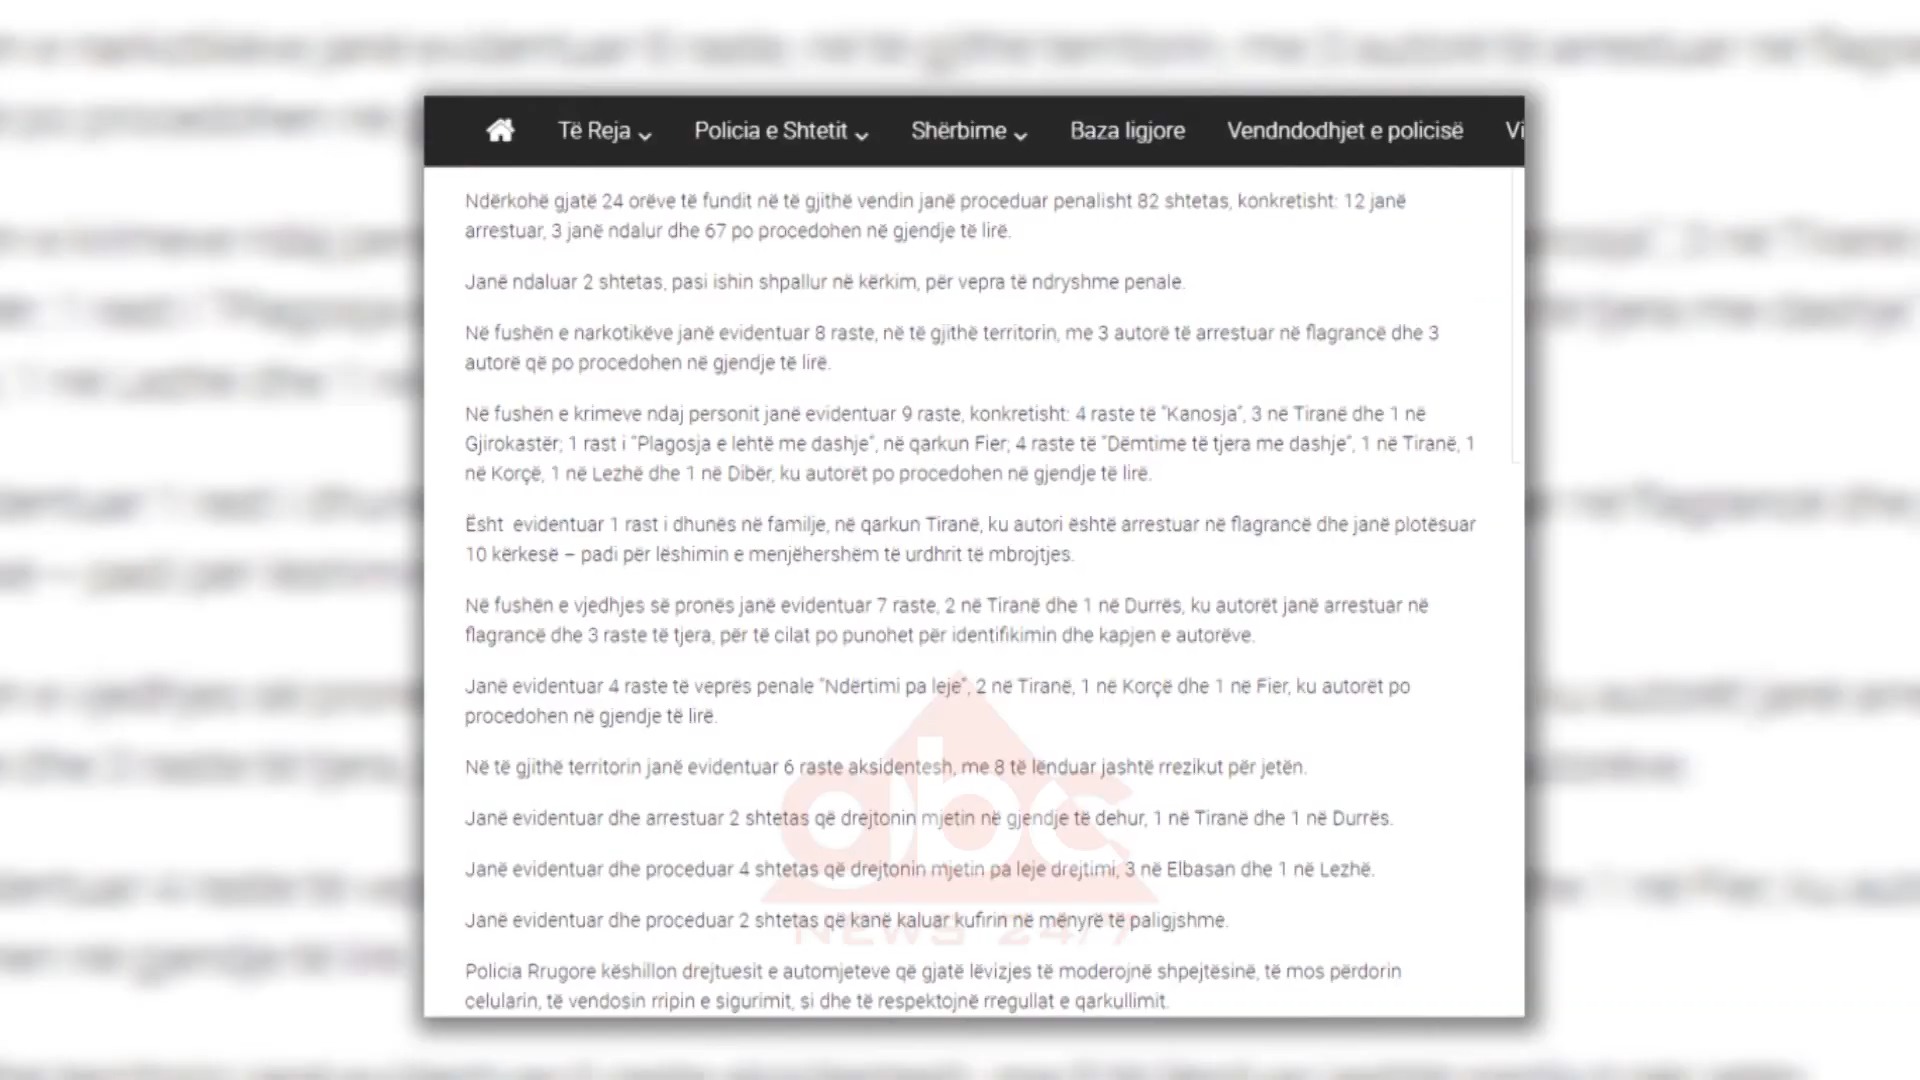 Të Reja Policia e Shtetit Shërbime Baza ligjore Vendndodhjet e policisë Vi
Ndërkohë gjatë 24 orëve të fundit në të gjithë vendin janë proceduar penalisht 82 shtetas, konkretisht: 12 janë
arrestuar, 3 janë ndalur dhe 67 po procedohen në gjendje të lirë.
Janë ndaluar 2 shtetas, pasi ishin shpallur në kërkim, për vepra të ndryshme penale.
Në fushën e narkotikëve janë evidentuar 8 raste, në të gjithë territorin, me 3 autorë të arrestuar në flagrancë dhe 3
autorë që po procedohen në gjendje të lirë.
Në fushën e krimeve ndaj personit janë evidentuar 9 raste, konkretisht: 4 raste të “Kanosja”, 3 në Tiranë dhe 1 në
Gjirokastër; 1 rast i “Plagosja e lehtë me dashje”, në qarkun Fier; 4 raste të “Dëmtime të tjera me dashje”, 1 në Tiranë, 1
në Korçë, 1 në Lezhë dhe 1 në Dibër, ku autorët po procedohen në gjendje të lirë.
Ësht evidentuar 1 rast i dhunës në familje, në qarkun Tiranë, ku autori është arrestuar në flagrancë dhe janë plotësuar
10 kërkesë – padi për lëshimin e menjëhershëm të urdhrit të mbrojtjes.
Në fushën e vjedhjes së pronës janë evidentuar 7 raste, 2 në Tiranë dhe 1 në Durrës, ku autorët janë arrestuar në
flagrancë dhe 3 raste të tjera, për të cilat po punohet për identifikimin dhe kapjen e autorëve.
Janë evidentuar 4 raste të veprës penale “Ndërtimi pa leje”, 2 në Tiranë, 1 në Korçë dhe 1 në Fier, ku autorët po
procedohen në gjendje të lirë.
Në të gjithë territorin janë evidentuar 6 raste aksidentesh, me 8 të lënduar jashtë rrezikut për jetën.
Janë evidentuar dhe arrestuar 2 shtetas që drejtonin mjetin në gjendje të dehur, 1 në Tiranë dhe 1 në Durrës.
Janë evidentuar dhe proceduar 4 shtetas që drejtonin mjetin pa leje drejtimi, 3 në Elbasan dhe 1 në Lezhë.
Janë evidentuar dhe proceduar 2 shtetas që kanë kaluar kufirin në mënyrë të paligjshme.
Policia Rrugore këshillon drejtuesit e automjeteve që gjatë lëvizjes të moderojnë shpejtësinë, të mos përdorin
celularin, të vendosin rripin e sigurimit, si dhe të respektojnë rregullat e qarkullimit.
abc
NEWS 24/7